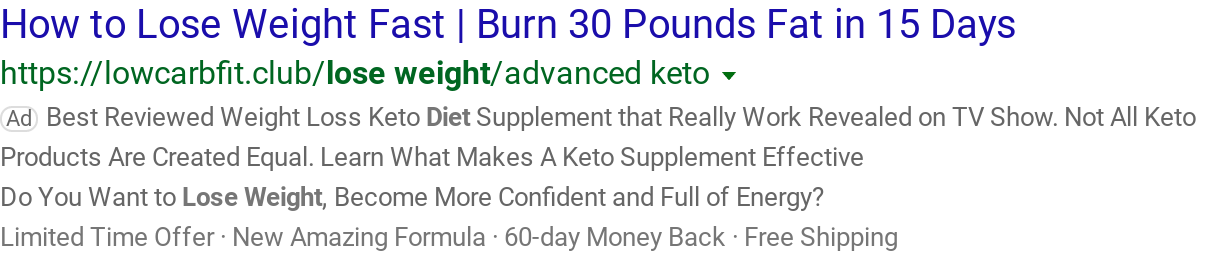 How to Lose Weight Fast | Burn 30 Pounds Fat in 15 Days
https://lowcarbfit.club/lose weight/advanced keto
Ad Best Reviewed Weight Loss Keto Diet Supplement that Really Work Revealed on TV Show. Not All Keto
Products Are Created Equal. Learn What Makes A Keto Supplement Effective
Do You Want to Lose Weight, Become More Confident and Full of Energy?
Limited Time Offer · New Amazing Formula · 60-day Money Back · Free Shipping